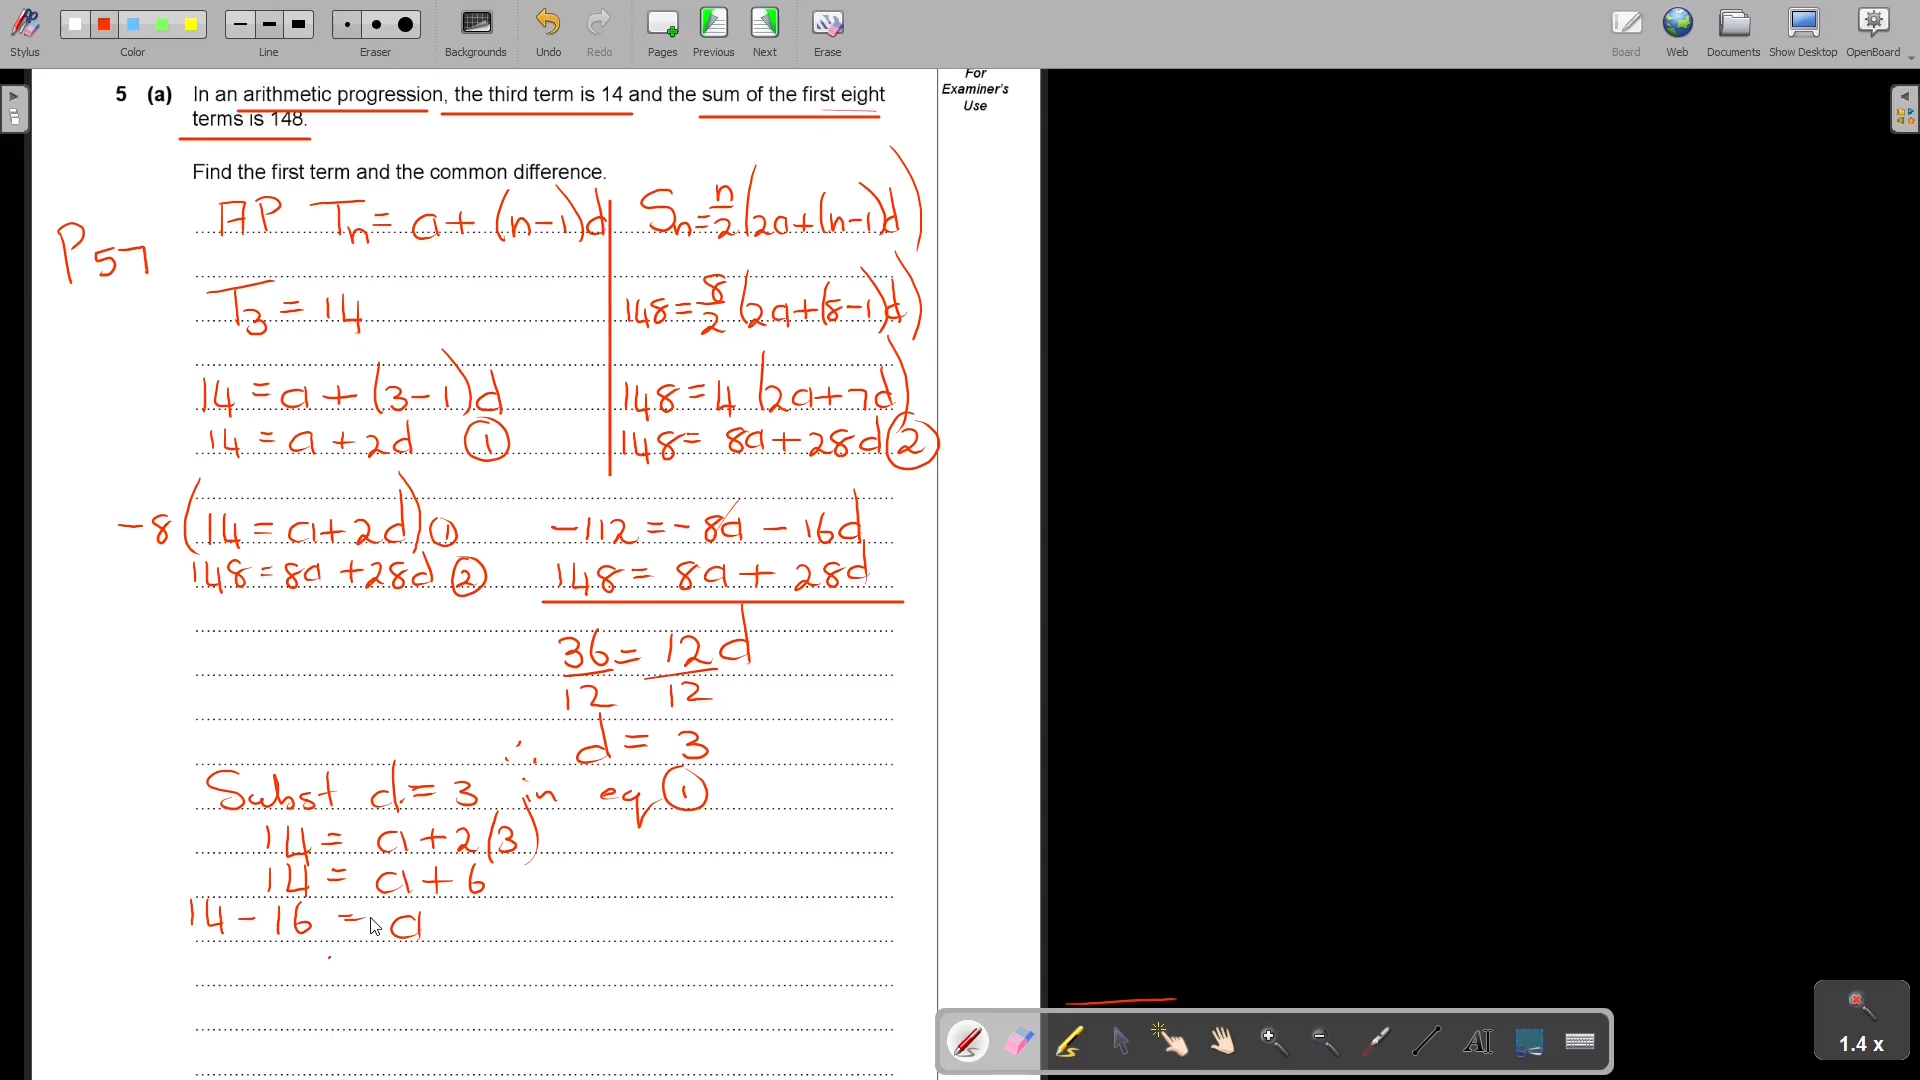 Stylus Color Line Eraser Backgrounds Undo Redo Pages Previous Next Erase Board Web Documents Show Desktop OpenBoard
For
Examiner's
Use
5 (a) In an arithmetic progression, the third term is 14 and the sum of the first eight
terms is 148.
Find the first term and the common difference.
P57
AP Tn = a + (n-1)d
T3 = 14
14 = a + (3-1)d
14 = a + 2d ①
Sn = n/2 (2a+(n-1)d)
148 = 8/2 (2a+(8-1)d)
148 = 4 (2a+7d)
148 = 8a+28d ②
-8 (14 = a+2d) ①
148 = 8a +28d ②
-112 = -8a - 16d
148 = 8a + 28d
36 = 12d
12 12
∴ d = 3
Subst d = 3 in eq ①
14 = a + 2(3)
14 = a + 6
14 - 16 = a
1.4 x